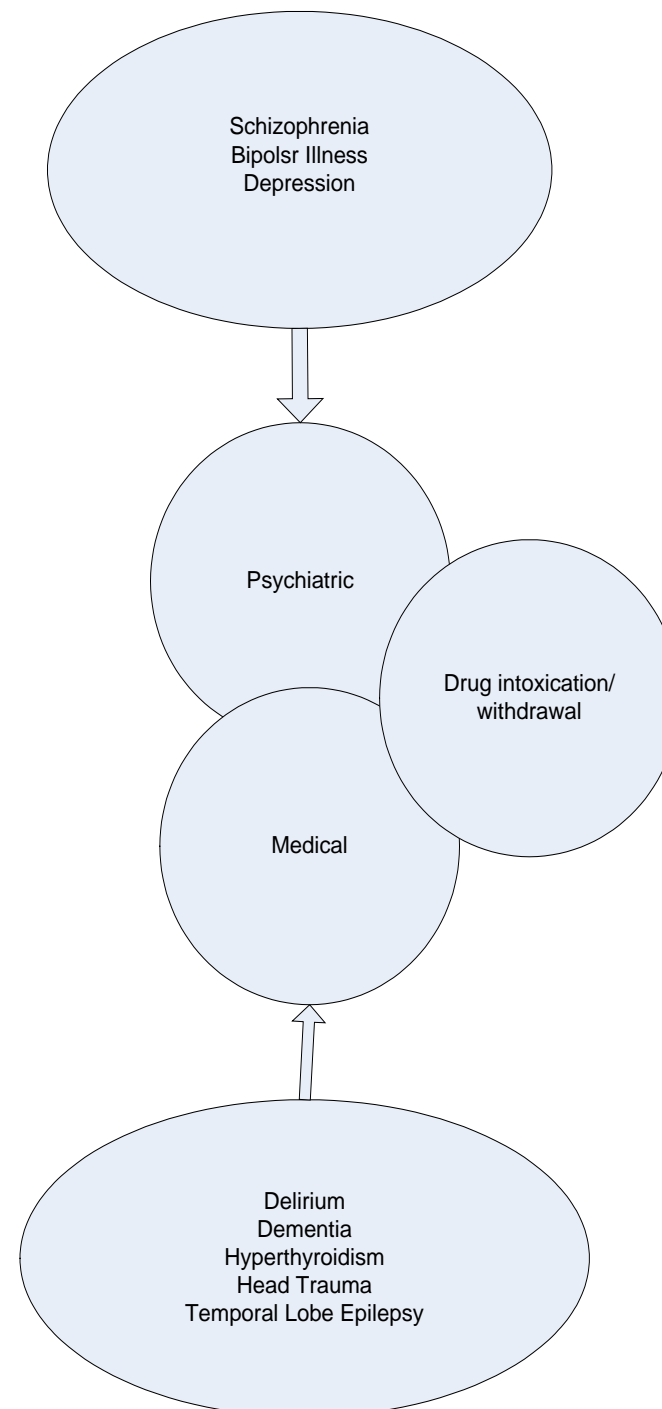 Schizophrenia
Bipolsr Illness
Depression
Psychiatric
Drug intoxication/
withdrawal
Medical
Delirium
Dementia
Hyperthyroidism
Head Trauma
Temporal Lobe Epilepsy